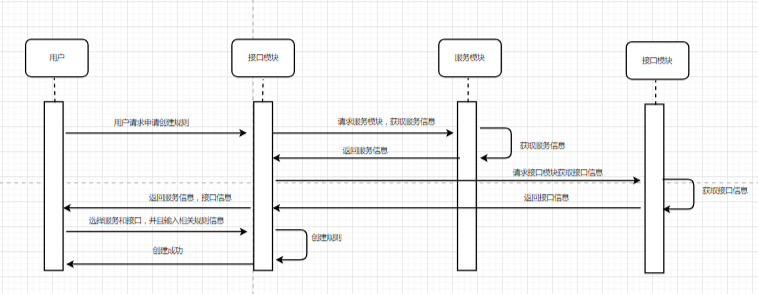 用户
接口模块
服务模块
接口模块
用户请求申请创建规则
请求服务模块，获取服务信息
获取服务信息
返回服务信息
请求接口模块获取接口信息
获取接口信息
返回服务信息，接口信息
返回接口信息
选择服务和接口，并且输入相关规则信息
创建规则
创建成功